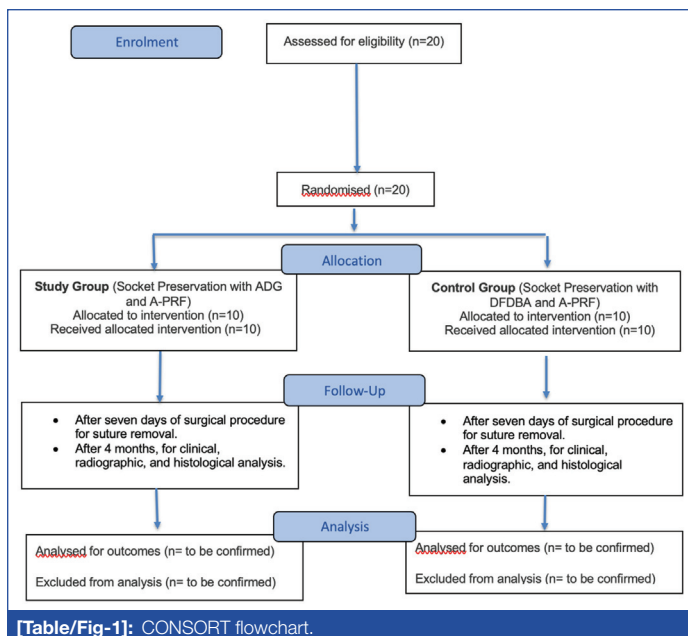 Enrolment
Assessed for eligibility (n=20)
Randomised (n=20)
Allocation
Study Group (Socket Preservation with ADG
and A-PRF)
Allocated to intervention (n=10)
Received allocated intervention (n=10)
Control Group (Socket Preservation with
DFDBA and A-PRF)
Allocated to intervention (n=10)
Received allocated intervention (n=10)
Follow-Up
• After seven days of surgical procedure
for suture removal.
• After 4 months, for clinical,
radiographic, and histological analysis.
• After seven days of surgical procedure
for suture removal.
• After 4 months, for clinical,
radiographic, and histological
analysis.
Analysis
Analysed for outcomes (n= to be confirmed)
Excluded from analysis (n= to be confirmed)
Analysed for outcomes (n= to be confirmed)
Excluded from analysis (n= to be confirmed)
[Table/Fig-1]: CONSORT flowchart.